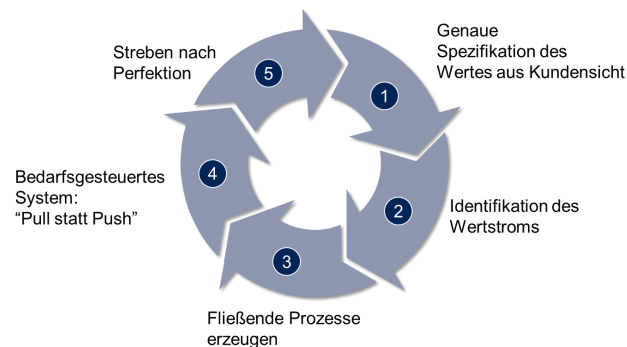 1
Genaue
Spezifikation des
Wertes aus Kundensicht
2
Identifikation des
Wertstroms
3
Fließende Prozesse
erzeugen
4
Bedarfsgesteuertes
System:
“Pull statt Push”
5
Streben nach
Perfektion